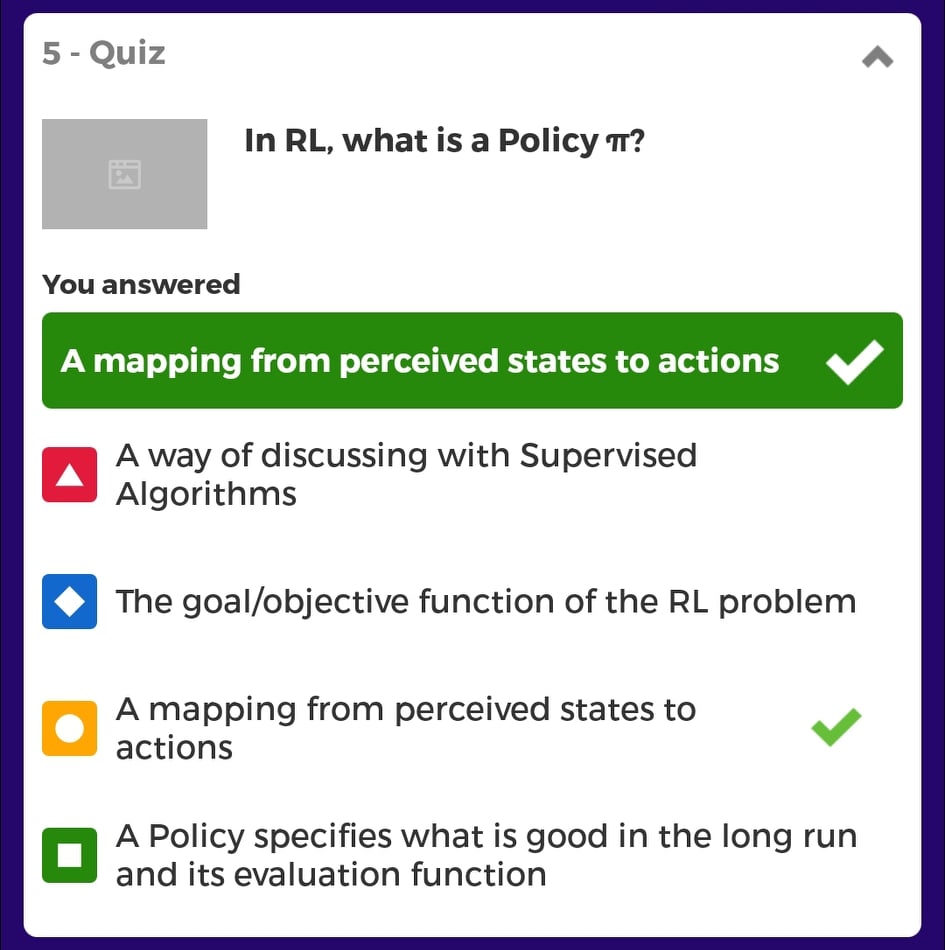 5 - Quiz
In RL, what is a Policy π?
You answered
A mapping from perceived states to actions
A way of discussing with Supervised
Algorithms
The goal/objective function of the RL problem
A mapping from perceived states to
actions
A Policy specifies what is good in the long run
and its evaluation function